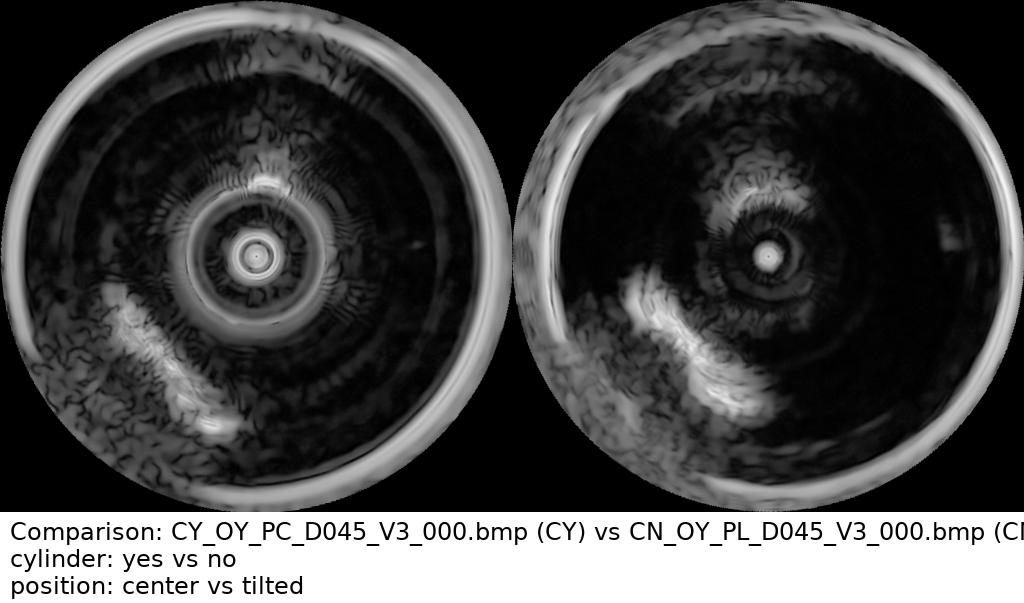 Comparison: CY_OY_PC_D045_V3_000.bmp (CY) vs CN_OY_PL_D045_V3_000.bmp
cylinder: yes vs no
position: center vs tilted